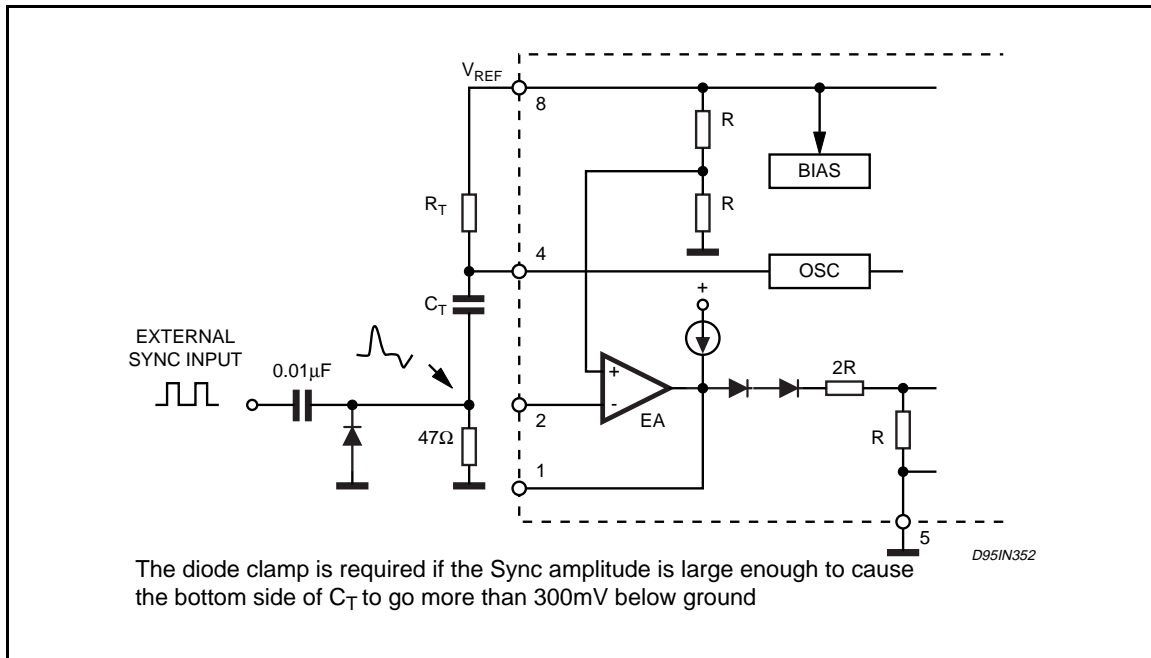 V_REF
8
R
BIAS
R_T
R
4
OSC
C_T
+
EXTERNAL
SYNC INPUT
0.01µF
2R
+
2
-
EA
47Ω
R
1
5
D95IN352
The diode clamp is required if the Sync amplitude is large enough to cause
the bottom side of C_T to go more than 300mV below ground